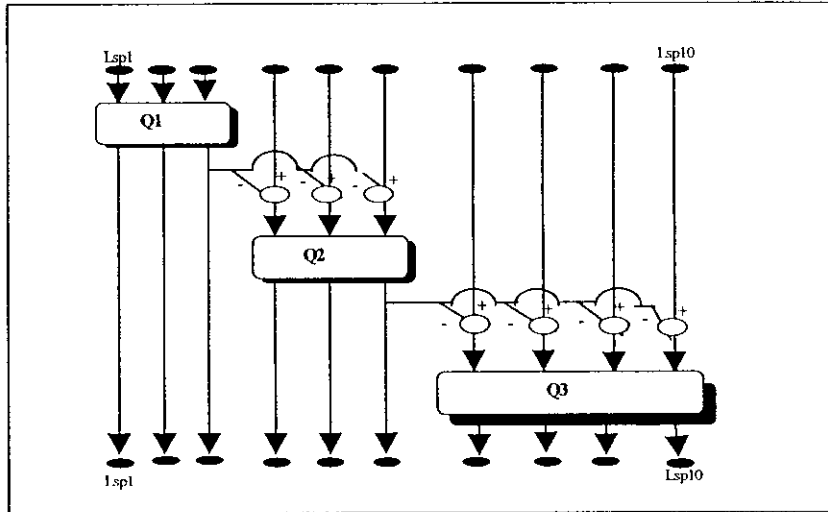 Lsp1 Lsp10
Q1
- + - + - +
Q2
- + - + - + - +
Q3
Lsp1 Lsp10